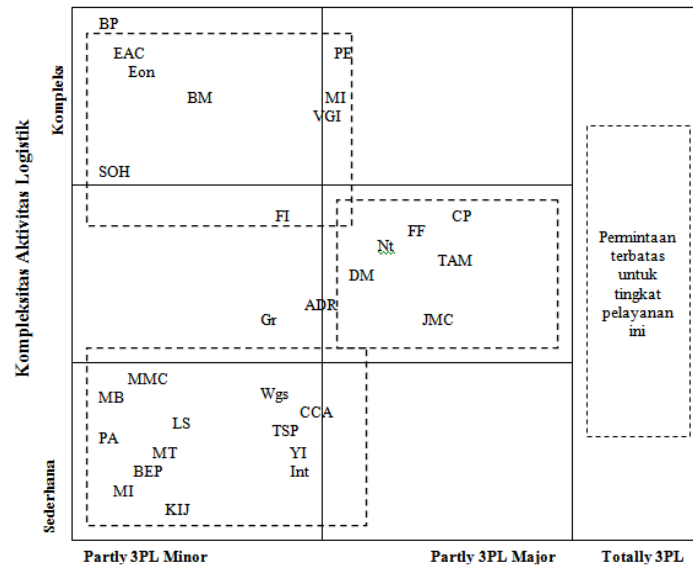 Kompleksitas Aktivitas Logistik
Kompleks
Sederhana
BP
EAC
PE
Eon
BM
MI
VGI
SOH
FI
CP
FF
Nt
TAM
DM
ADR
Gr
JMC
Permintaan
terbatas
untuk
tingkat
pelayanan
ini
MMC
MB
Wgs
CCA
LS
TSP
PA
MT
YI
BEP
Int
MI
KIJ
Partly 3PL Minor
Partly 3PL Major
Totally 3PL